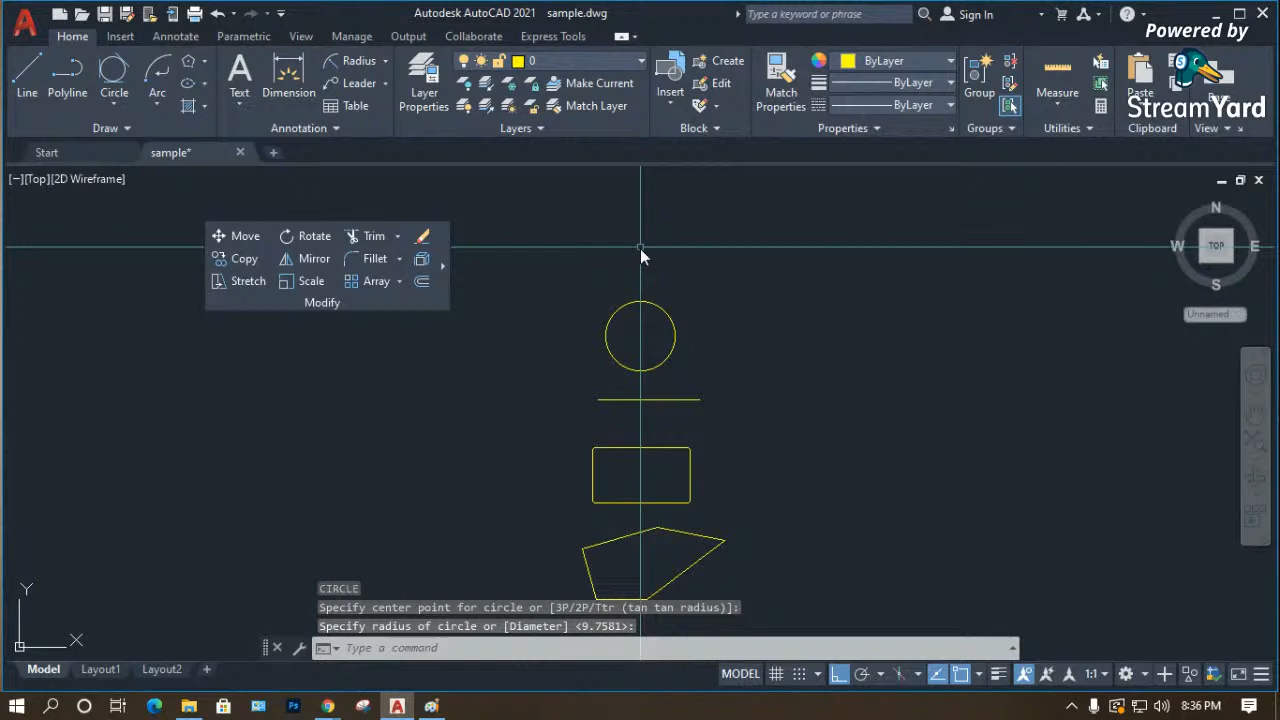 Autodesk AutoCAD 2021 sample.dwg
Type a keyword or phrase
Sign In
Powered by
StreamYard
Home Insert Annotate Parametric View Manage Output Collaborate Express Tools
Line Polyline Circle Arc
Draw
Text Dimension
Radius
Leader
Table
Annotation
Layer
Properties
0
Make Current
Match Layer
Layers
Insert
Create
Edit
Block
Match
Properties
ByLayer
ByLayer
ByLayer
Properties
Group
Groups
Measure
Utilities
Paste
Clipboard
View
Start sample*
[−][Top][2D Wireframe]
Move Rotate Trim
Copy Mirror Fillet
Stretch Scale Array
Modify
N
W TOP E
S
Unnamed
Y
X
CIRCLE
Specify center point for circle or [3P/2P/Ttr (tan tan radius)]:
Specify radius of circle or [Diameter] <9.7581>:
Type a command
Model Layout1 Layout2 +
MODEL 1:1
8:36 PM